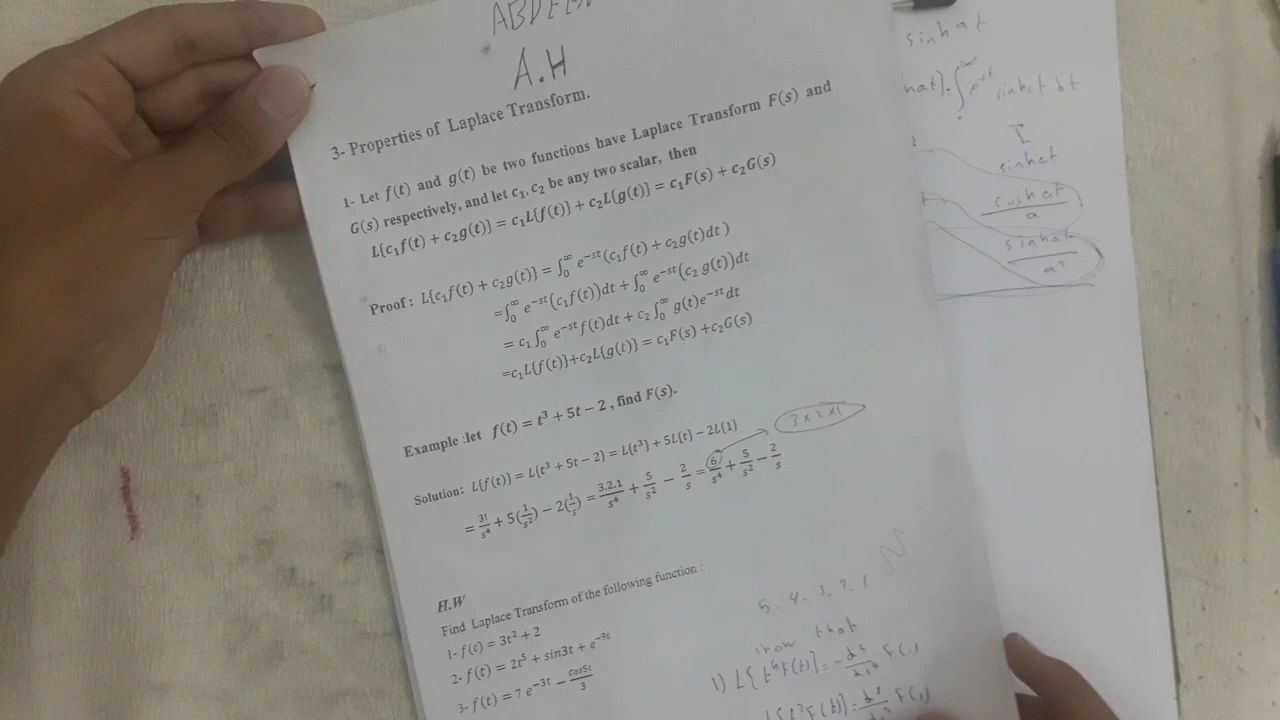 A.H
3- Properties of Laplace Transform.
1- Let f(t) and g(t) be two functions have Laplace Transform F(s) and
G(s) respectively, and let c₁, c₂ be any two scalar, then
L{c₁f(t) + c₂g(t)} = c₁L{f(t)} + c₂L{g(t)} = c₁F(s) + c₂G(s)
Proof : L{c₁f(t) + c₂g(t)} = ∫₀^∞ e^(-st)(c₁f(t) + c₂g(t)dt)
=∫₀^∞ e^(-st)(c₁f(t))dt + ∫₀^∞ e^(-st)(c₂ g(t))dt
= c₁ ∫₀^∞ e^(-st) f(t)dt + c₂ ∫₀^∞ g(t)e^(-st) dt
=c₁L{f(t)}+c₂L{g(t)} = c₁F(s) +c₂G(s)
Example :let f(t) = t³ + 5t − 2 , find F(s).
Solution: L{f(t)} = L{t³ + 5t − 2} = L{t³} + 5L{t} − 2L{1}
3 x 2 x 1
= 3!/s⁴ + 5(1/s²) − 2(1/s) = 3.2.1/s⁴ + 5/s² − 2/s = 6/s⁴ + 5/s² − 2/s
H.W
Find Laplace Transform of the following function :
1- f(t) = 3t² + 2
2- f(t) = 2t⁵ + sin3t + e^(-9t)
3- f(t) = 7 e^(-3t) − cos5t/3
5. 4. 3. 2. 1
show that
sinhat
sinhat dt
I
sinhat
coshat/a
sinhat/a²